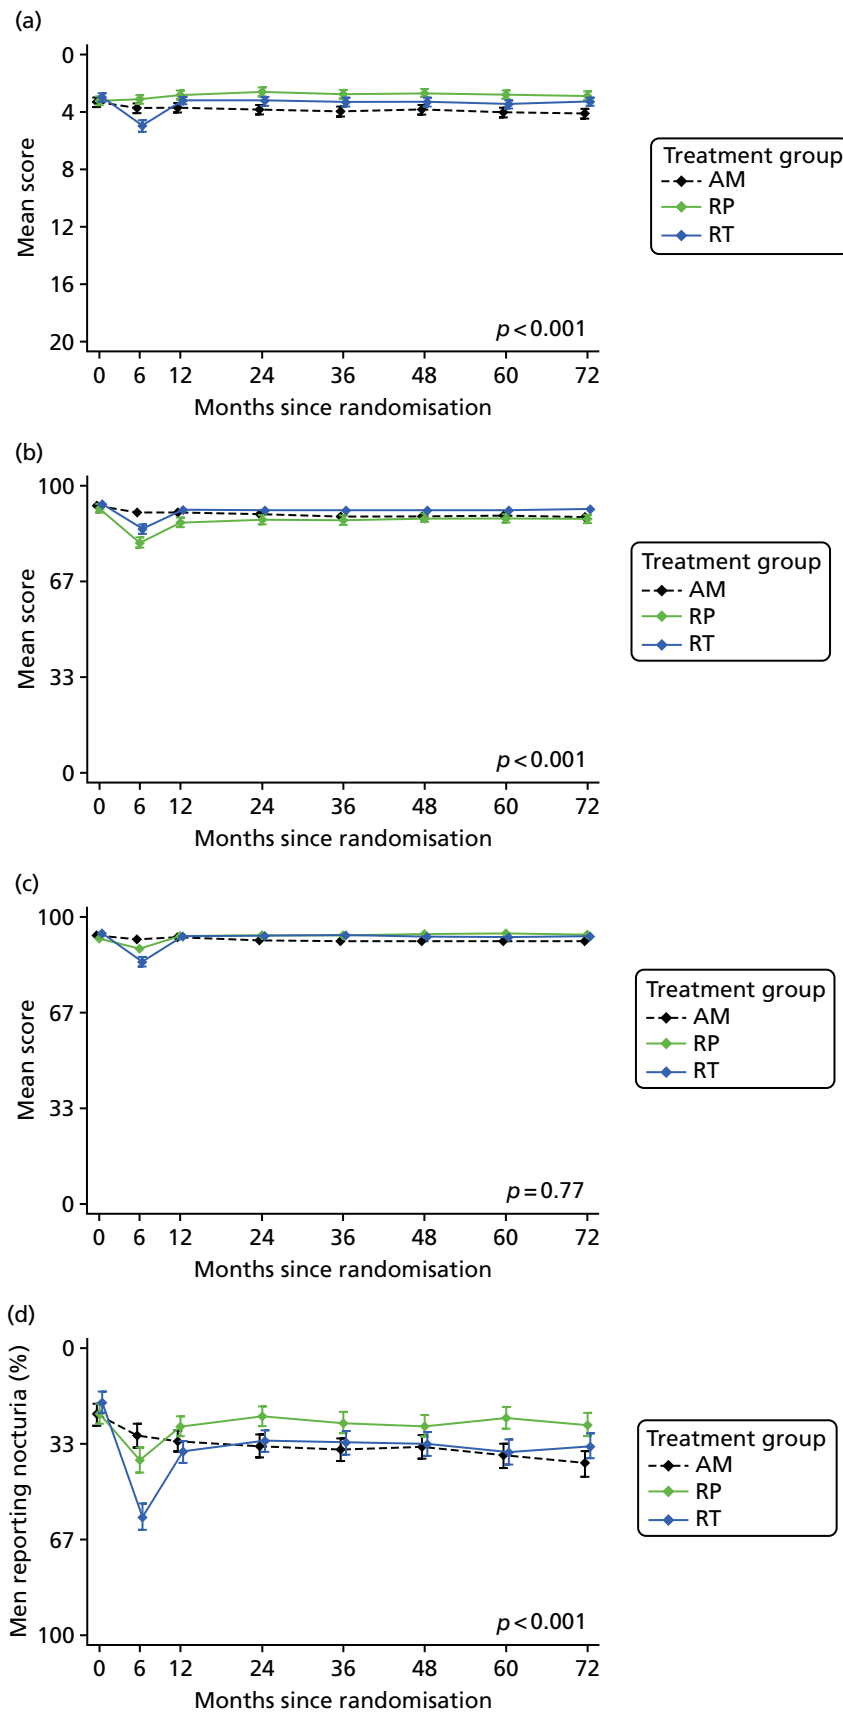 (a)
0
4
8
12
16
20
Mean score
p < 0.001
0 6 12 24 36 48 60 72
Months since randomisation
Treatment group
AM
RP
RT
(b)
100
67
33
0
Mean score
p < 0.001
0 6 12 24 36 48 60 72
Months since randomisation
Treatment group
AM
RP
RT
(c)
100
67
33
0
Mean score
p = 0.77
0 6 12 24 36 48 60 72
Months since randomisation
Treatment group
AM
RP
RT
(d)
0
33
67
100
Men reporting nocturia (%)
p < 0.001
0 6 12 24 36 48 60 72
Months since randomisation
Treatment group
AM
RP
RT